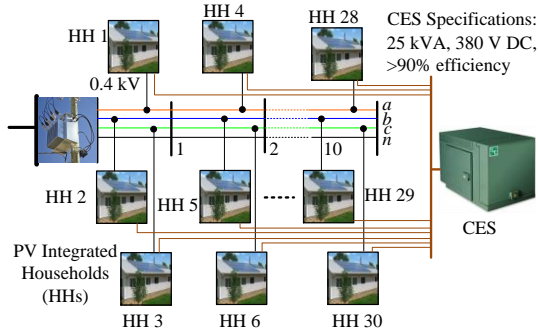 HH 1
HH 4
HH 28
CES Specifications:
25 kVA, 380 V DC,
>90% efficiency
0.4 kV
a
b
c
n
1
2
10
HH 2
HH 5
HH 29
CES
PV Integrated
Households
(HHs)
HH 3
HH 6
HH 30